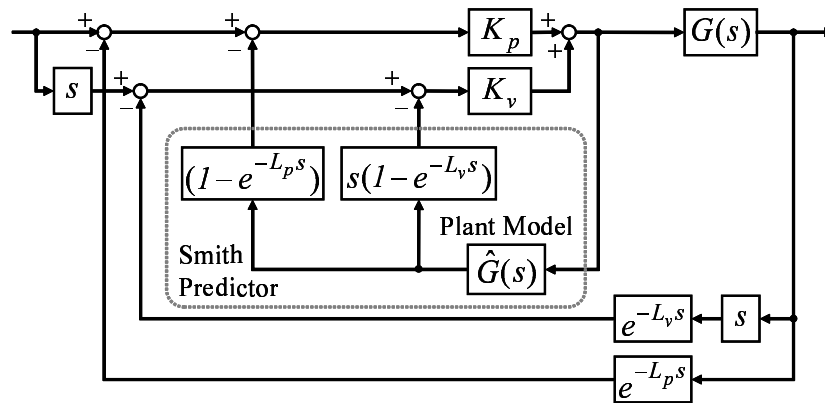 + − + − K_p + + G(s)
s + − + − K_v
(1−e^{-L_p s}) s(1−e^{-L_v s})
Plant Model
Smith Predictor
Ĝ(s)
e^{-L_v s} s
e^{-L_p s}